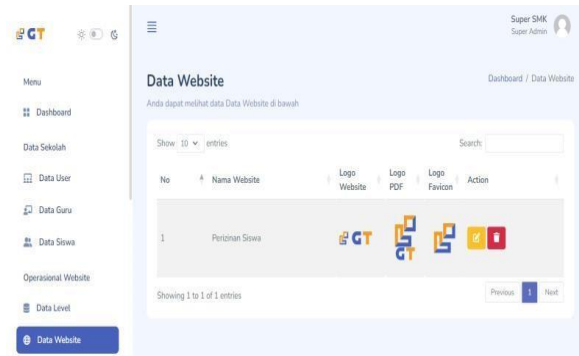 GT
Super SMK
Super Admin
Menu
Dashboard
Data Sekolah
Data User
Data Guru
Data Siswa
Operasional Website
Data Level
Data Website
Data Website
Dashboard / Data Website
Anda dapat melihat data Data Website di bawah
Show 10 entries
Search:
No Nama Website Logo Website Logo PDF Logo Favicon Action
1 Perizinan Siswa GT GT
Showing 1 to 1 of 1 entries
Previous 1 Next